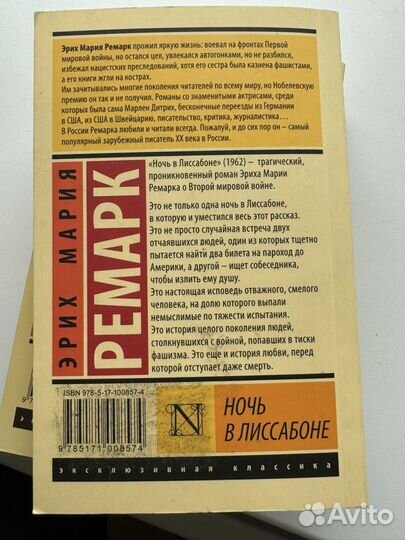 Эрих Мария Ремарк прожил яркую жизнь: воевал на фронтах Первой
мировой войны, но остался цел, увлекался автогонками, но не разбился,
избежал нацистских преследований, хотя его сестра была казнена фашистами,
а его книги жгли на кострах.
Им зачитывались многие поколения читателей по всему миру, но Нобелевскую
премию он так и не получил. Романы со знаменитыми актрисами, среди
которых была сама Марлен Дитрих, бесконечные переезды из Германии
в США, из США в Швейцарию, писательство, критика, журналистика...
В России Ремарка любили и читали всегда. Пожалуй, и до сих пор он – самый
популярный зарубежный писатель XX века в России.
ЭРИХ МАРИЯ
РЕМАРК
«Ночь в Лиссабоне» (1962) – трагический,
проникновенный роман Эриха Марии
Ремарка о Второй мировой войне.
Это не только одна ночь в Лиссабоне,
в которую и уместился весь этот рассказ.
Это не просто случайная встреча двух
отчаявшихся людей, один из которых тщетно
пытается найти два билета на пароход до
Америки, а другой – ищет собеседника,
чтобы излить ему душу.
Это настоящая исповедь отважного, смелого
человека, на долю которого выпали
немыслимые по тяжести испытания.
Это история целого поколения людей,
столкнувшихся с войной, попавших в тиски
фашизма. Это еще и история любви, перед
которой отступает даже смерть.
ISBN 978-5-17-100857-4
9 785171 008574
N
НОЧЬ
В ЛИССАБОНЕ
эксклюзивная классика
Avito